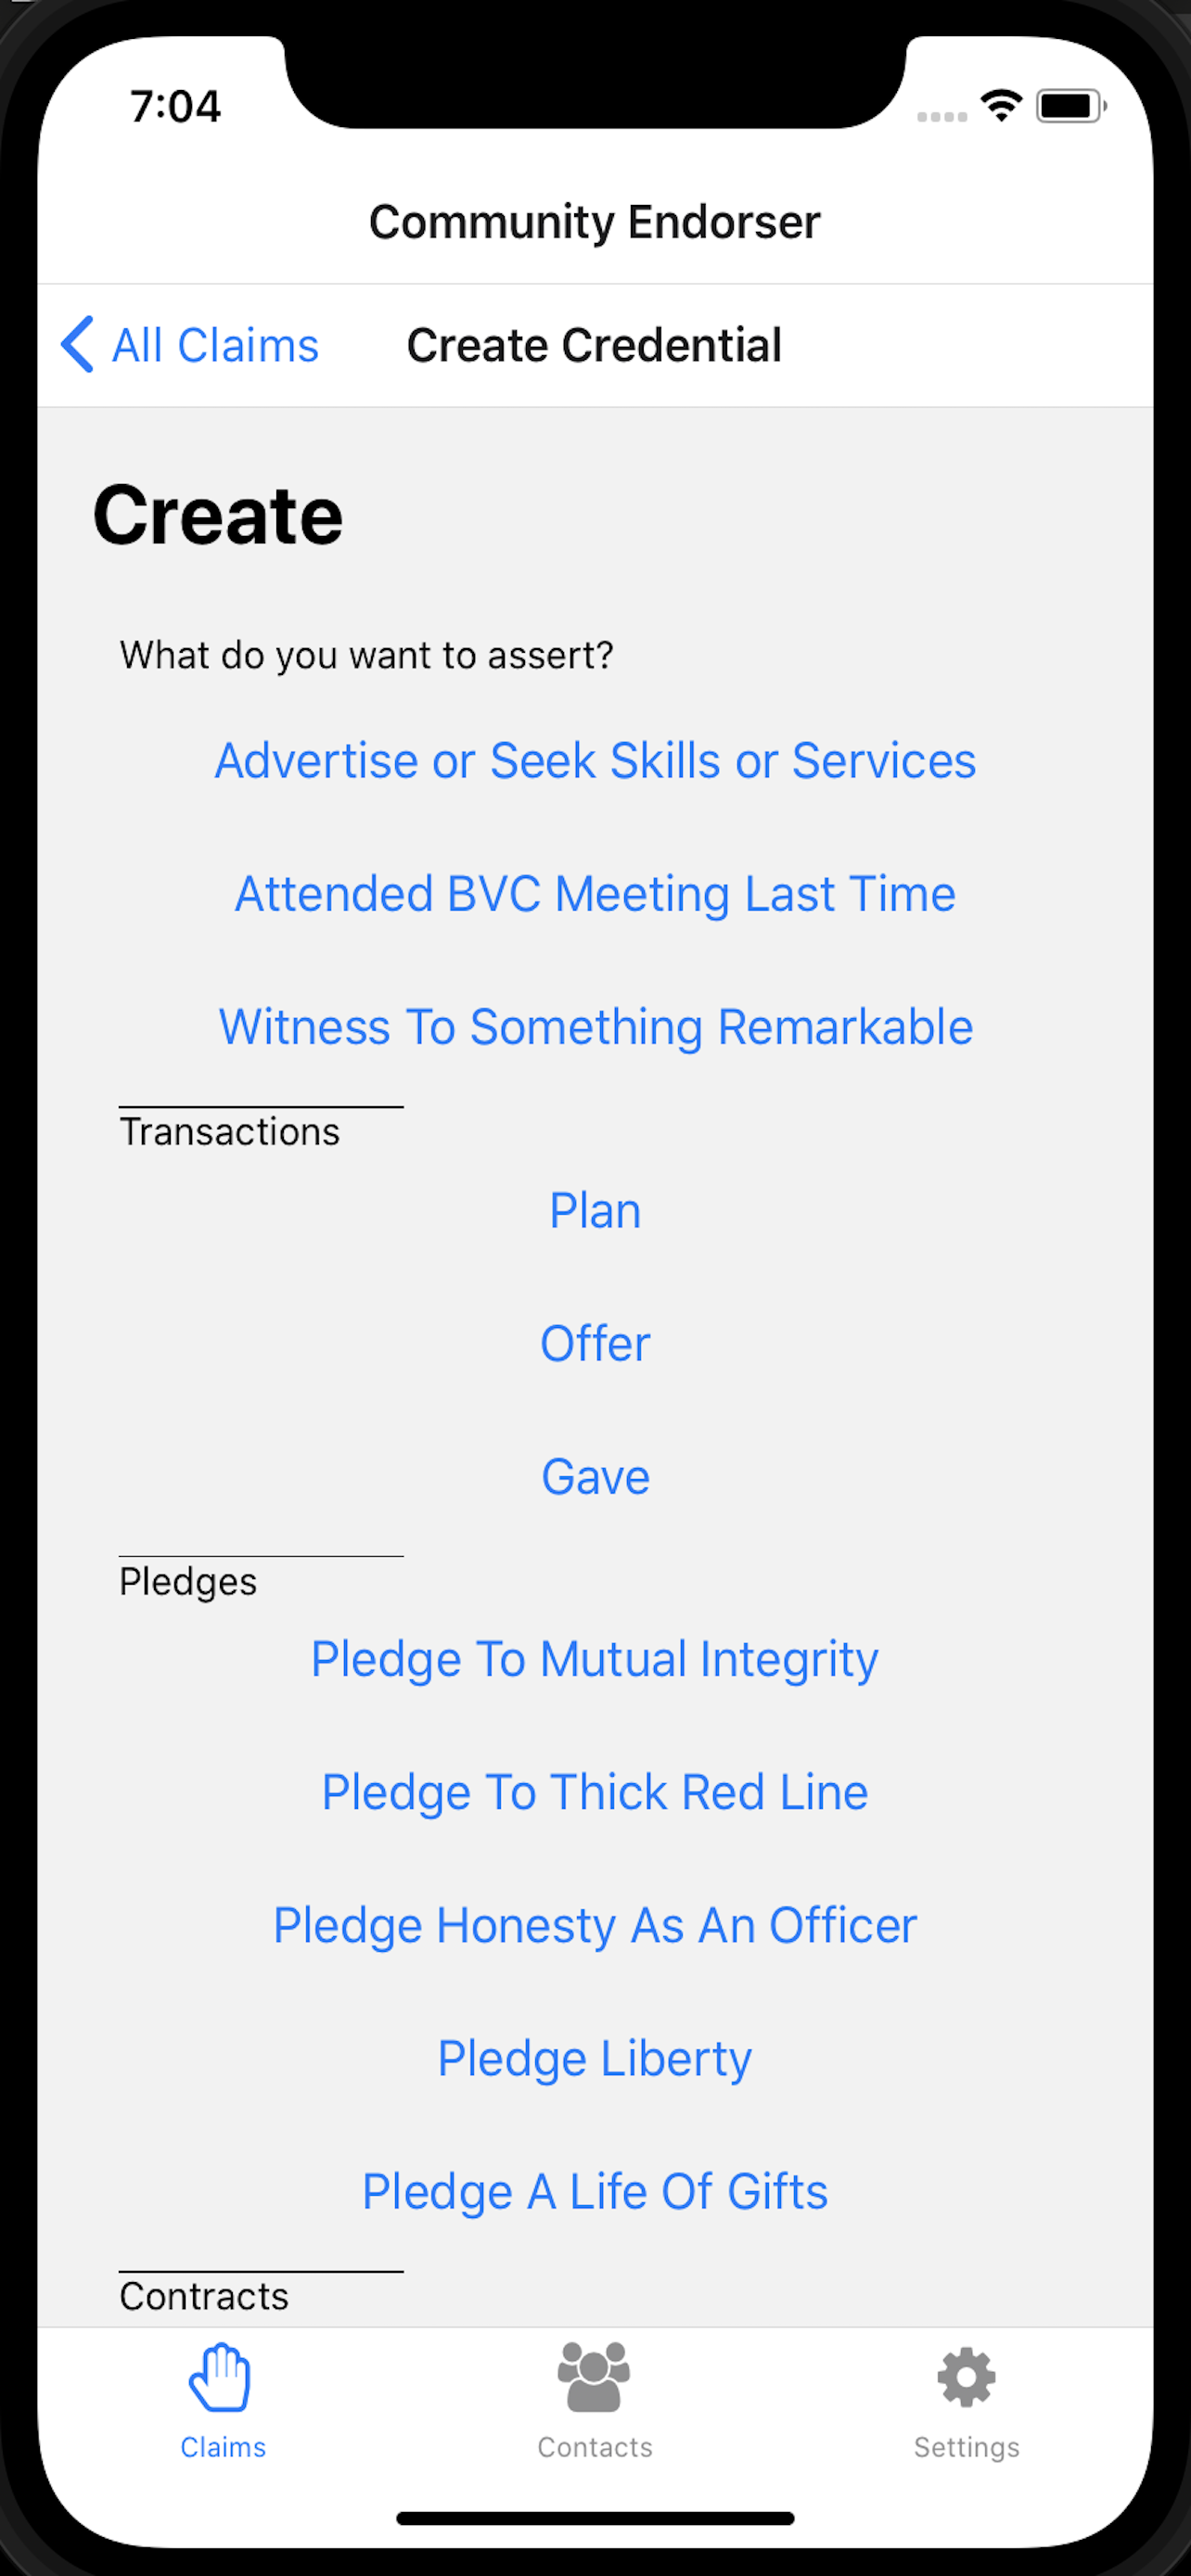 7:04
Community Endorser
All Claims Create Credential
Create
What do you want to assert?
Advertise or Seek Skills or Services
Attended BVC Meeting Last Time
Witness To Something Remarkable
Transactions
Plan
Offer
Gave
Pledges
Pledge To Mutual Integrity
Pledge To Thick Red Line
Pledge Honesty As An Officer
Pledge Liberty
Pledge A Life Of Gifts
Contracts
Claims Contacts Settings